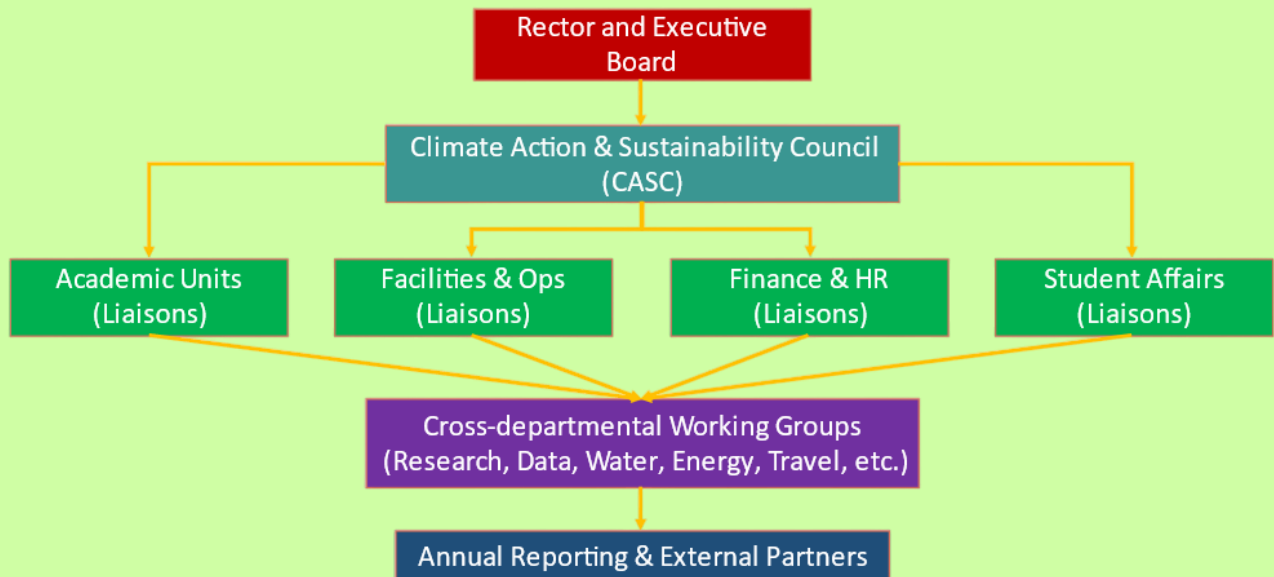 Rector and Executive
Board
Climate Action & Sustainability Council
(CASC)
Academic Units
(Liaisons)
Facilities & Ops
(Liaisons)
Finance & HR
(Liaisons)
Student Affairs
(Liaisons)
Cross-departmental Working Groups
(Research, Data, Water, Energy, Travel, etc.)
Annual Reporting & External Partners